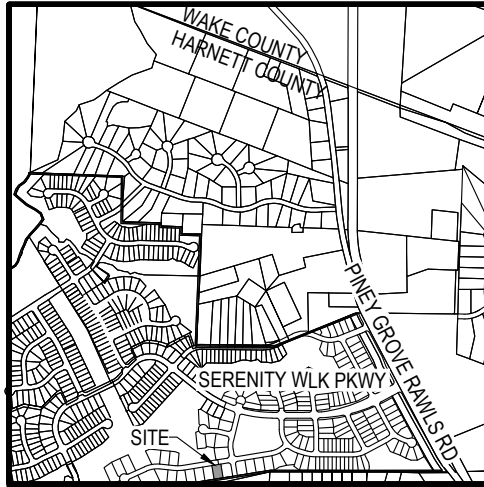 WAKE COUNTY
HARNETT COUNTY
PINEY GROVE RAWLS RD
SERENITY WLK PKWY
SITE